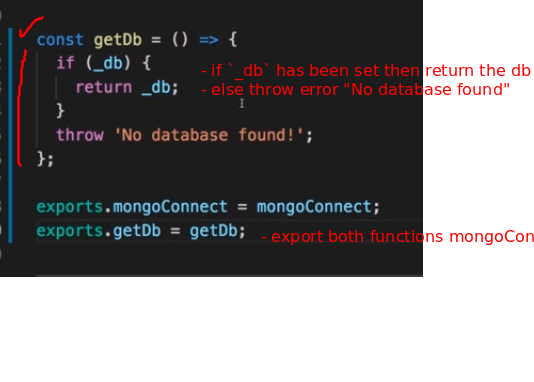 const getDb = () => {
if (_db) {
- if `_db` has been set then return the db
return _db;
- else throw error "No database found"
}
throw 'No database found!';
};
exports.mongoConnect = mongoConnect;
exports.getDb = getDb;
- export both functions mongoCon